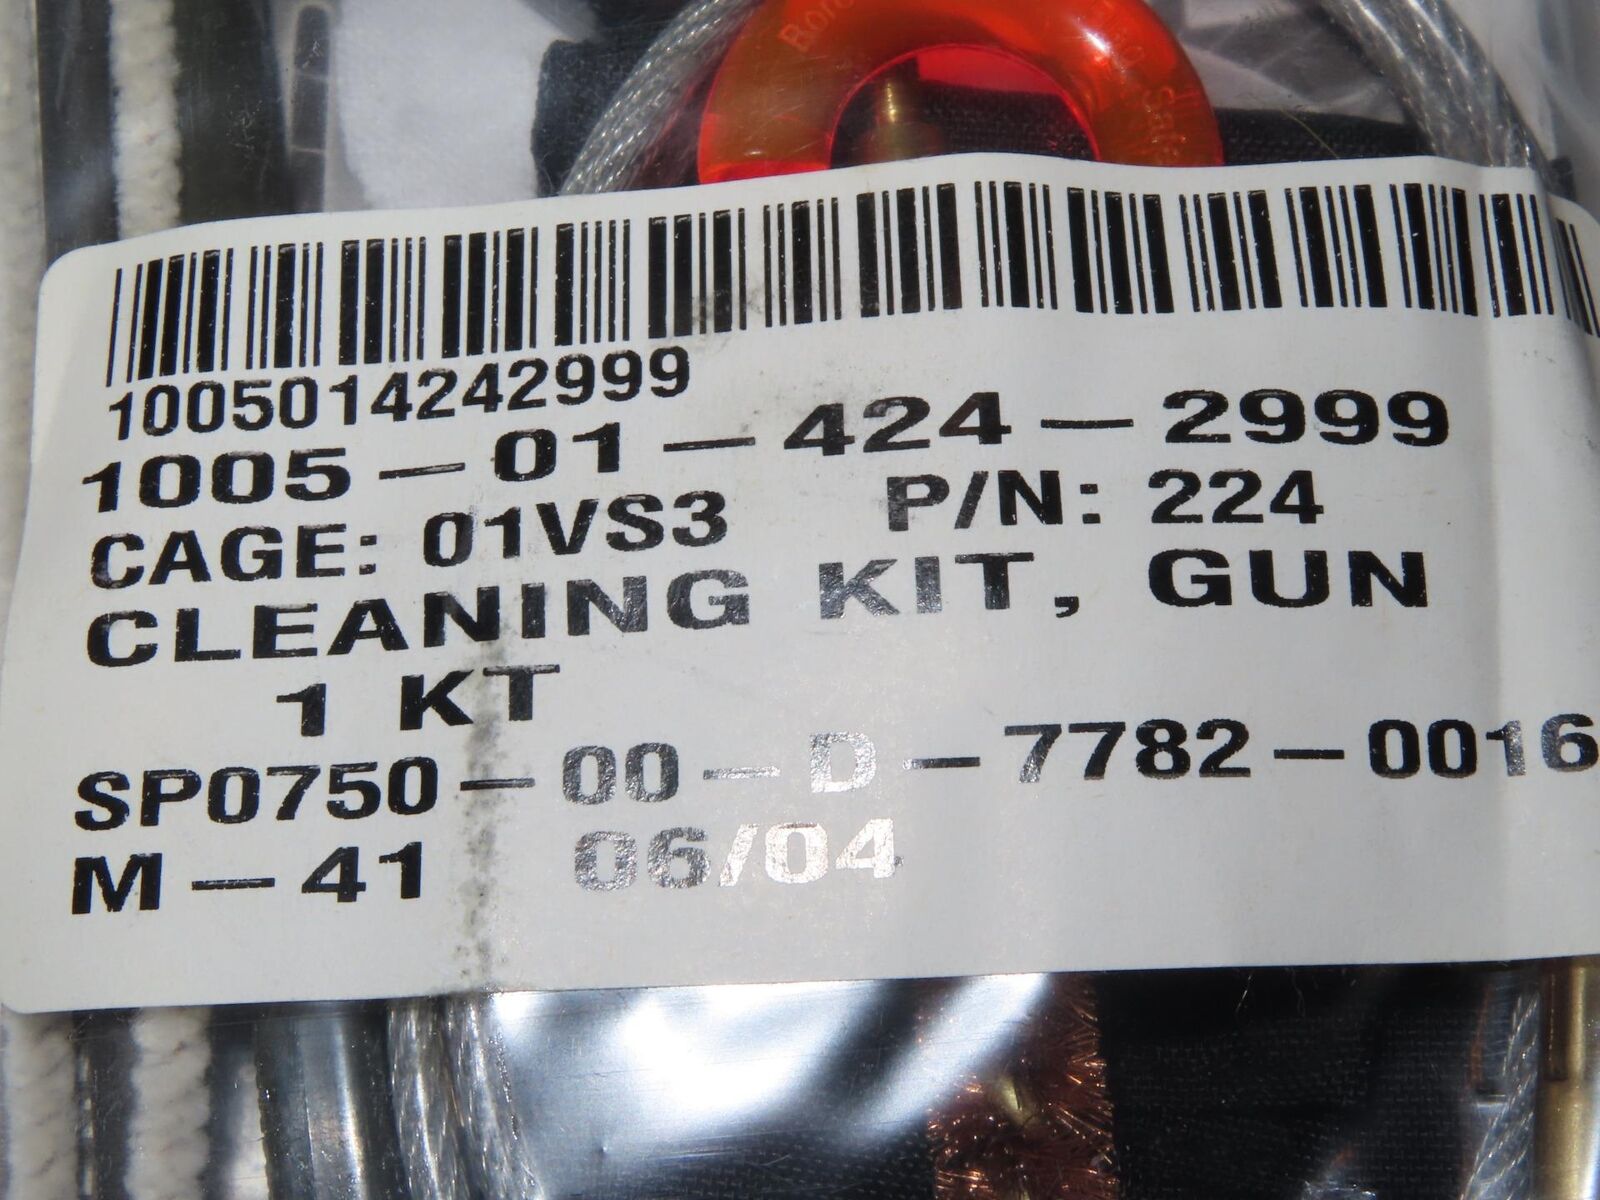 1005014242999
1005-01-424-2999
CAGE: 01VS3 P/N: 224
CLEANING KIT, GUN
1 KT
SP0750-00-D-7782-0016
M-41 06/04